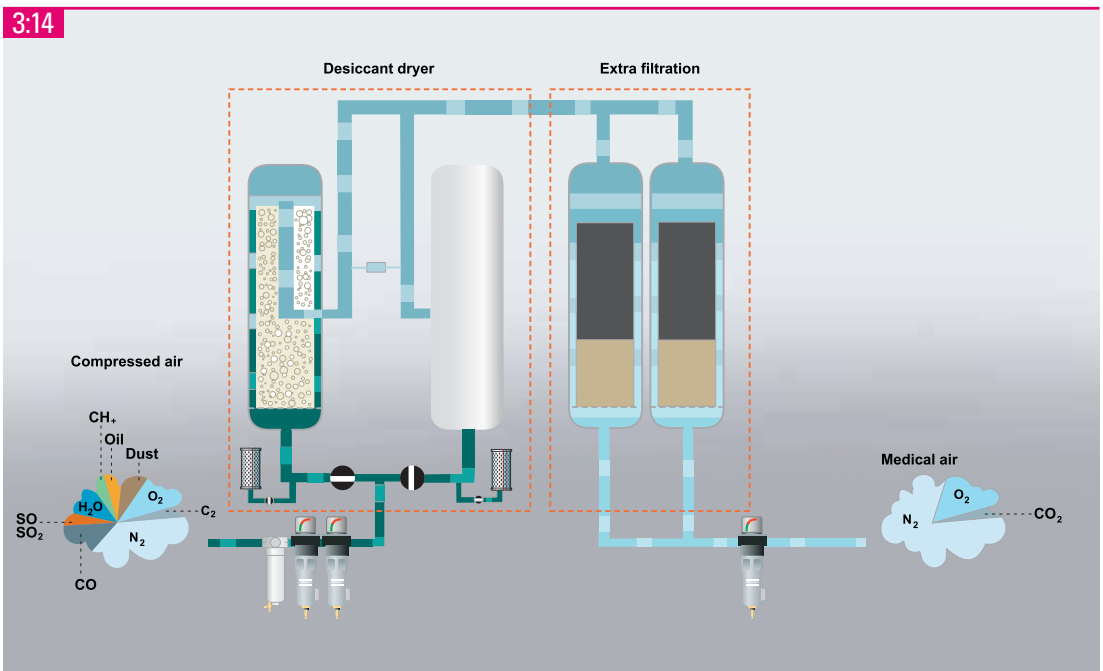 3:14
Desiccant dryer
Extra filtration
Compressed air
CH₊
Oil
Dust
H₂O
O₂
C₂
SO
SO₂
N₂
CO
Medical air
O₂
N₂
CO₂